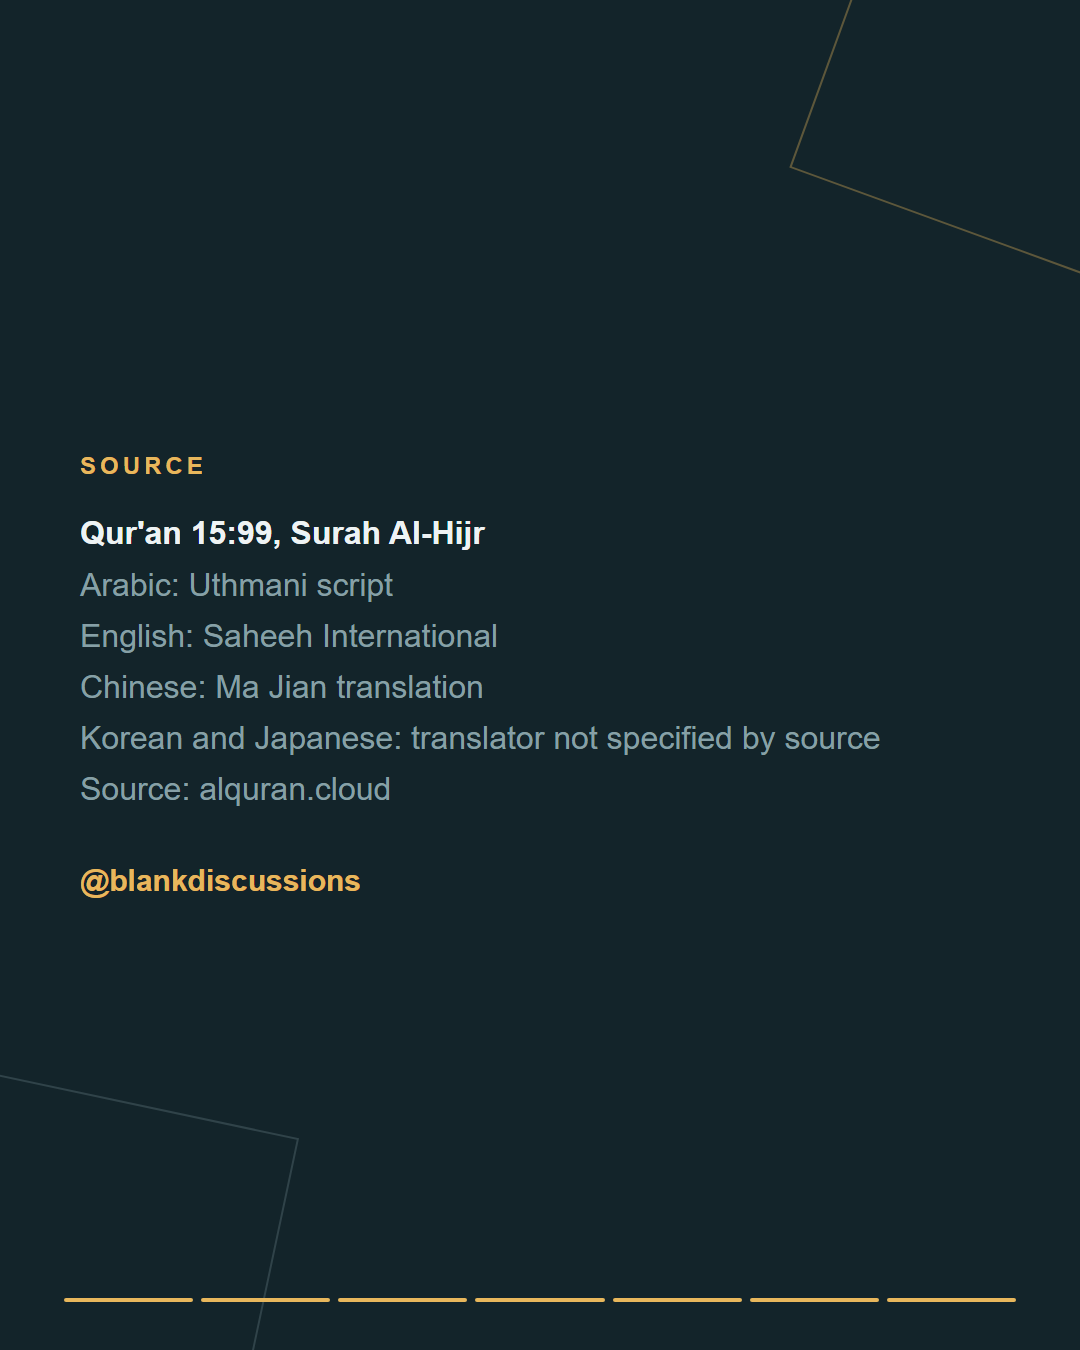 SOURCE
Qur'an 15:99, Surah Al-Hijr
Arabic: Uthmani script
English: Saheeh International
Chinese: Ma Jian translation
Korean and Japanese: translator not specified by source
Source: alquran.cloud
@blankdiscussions